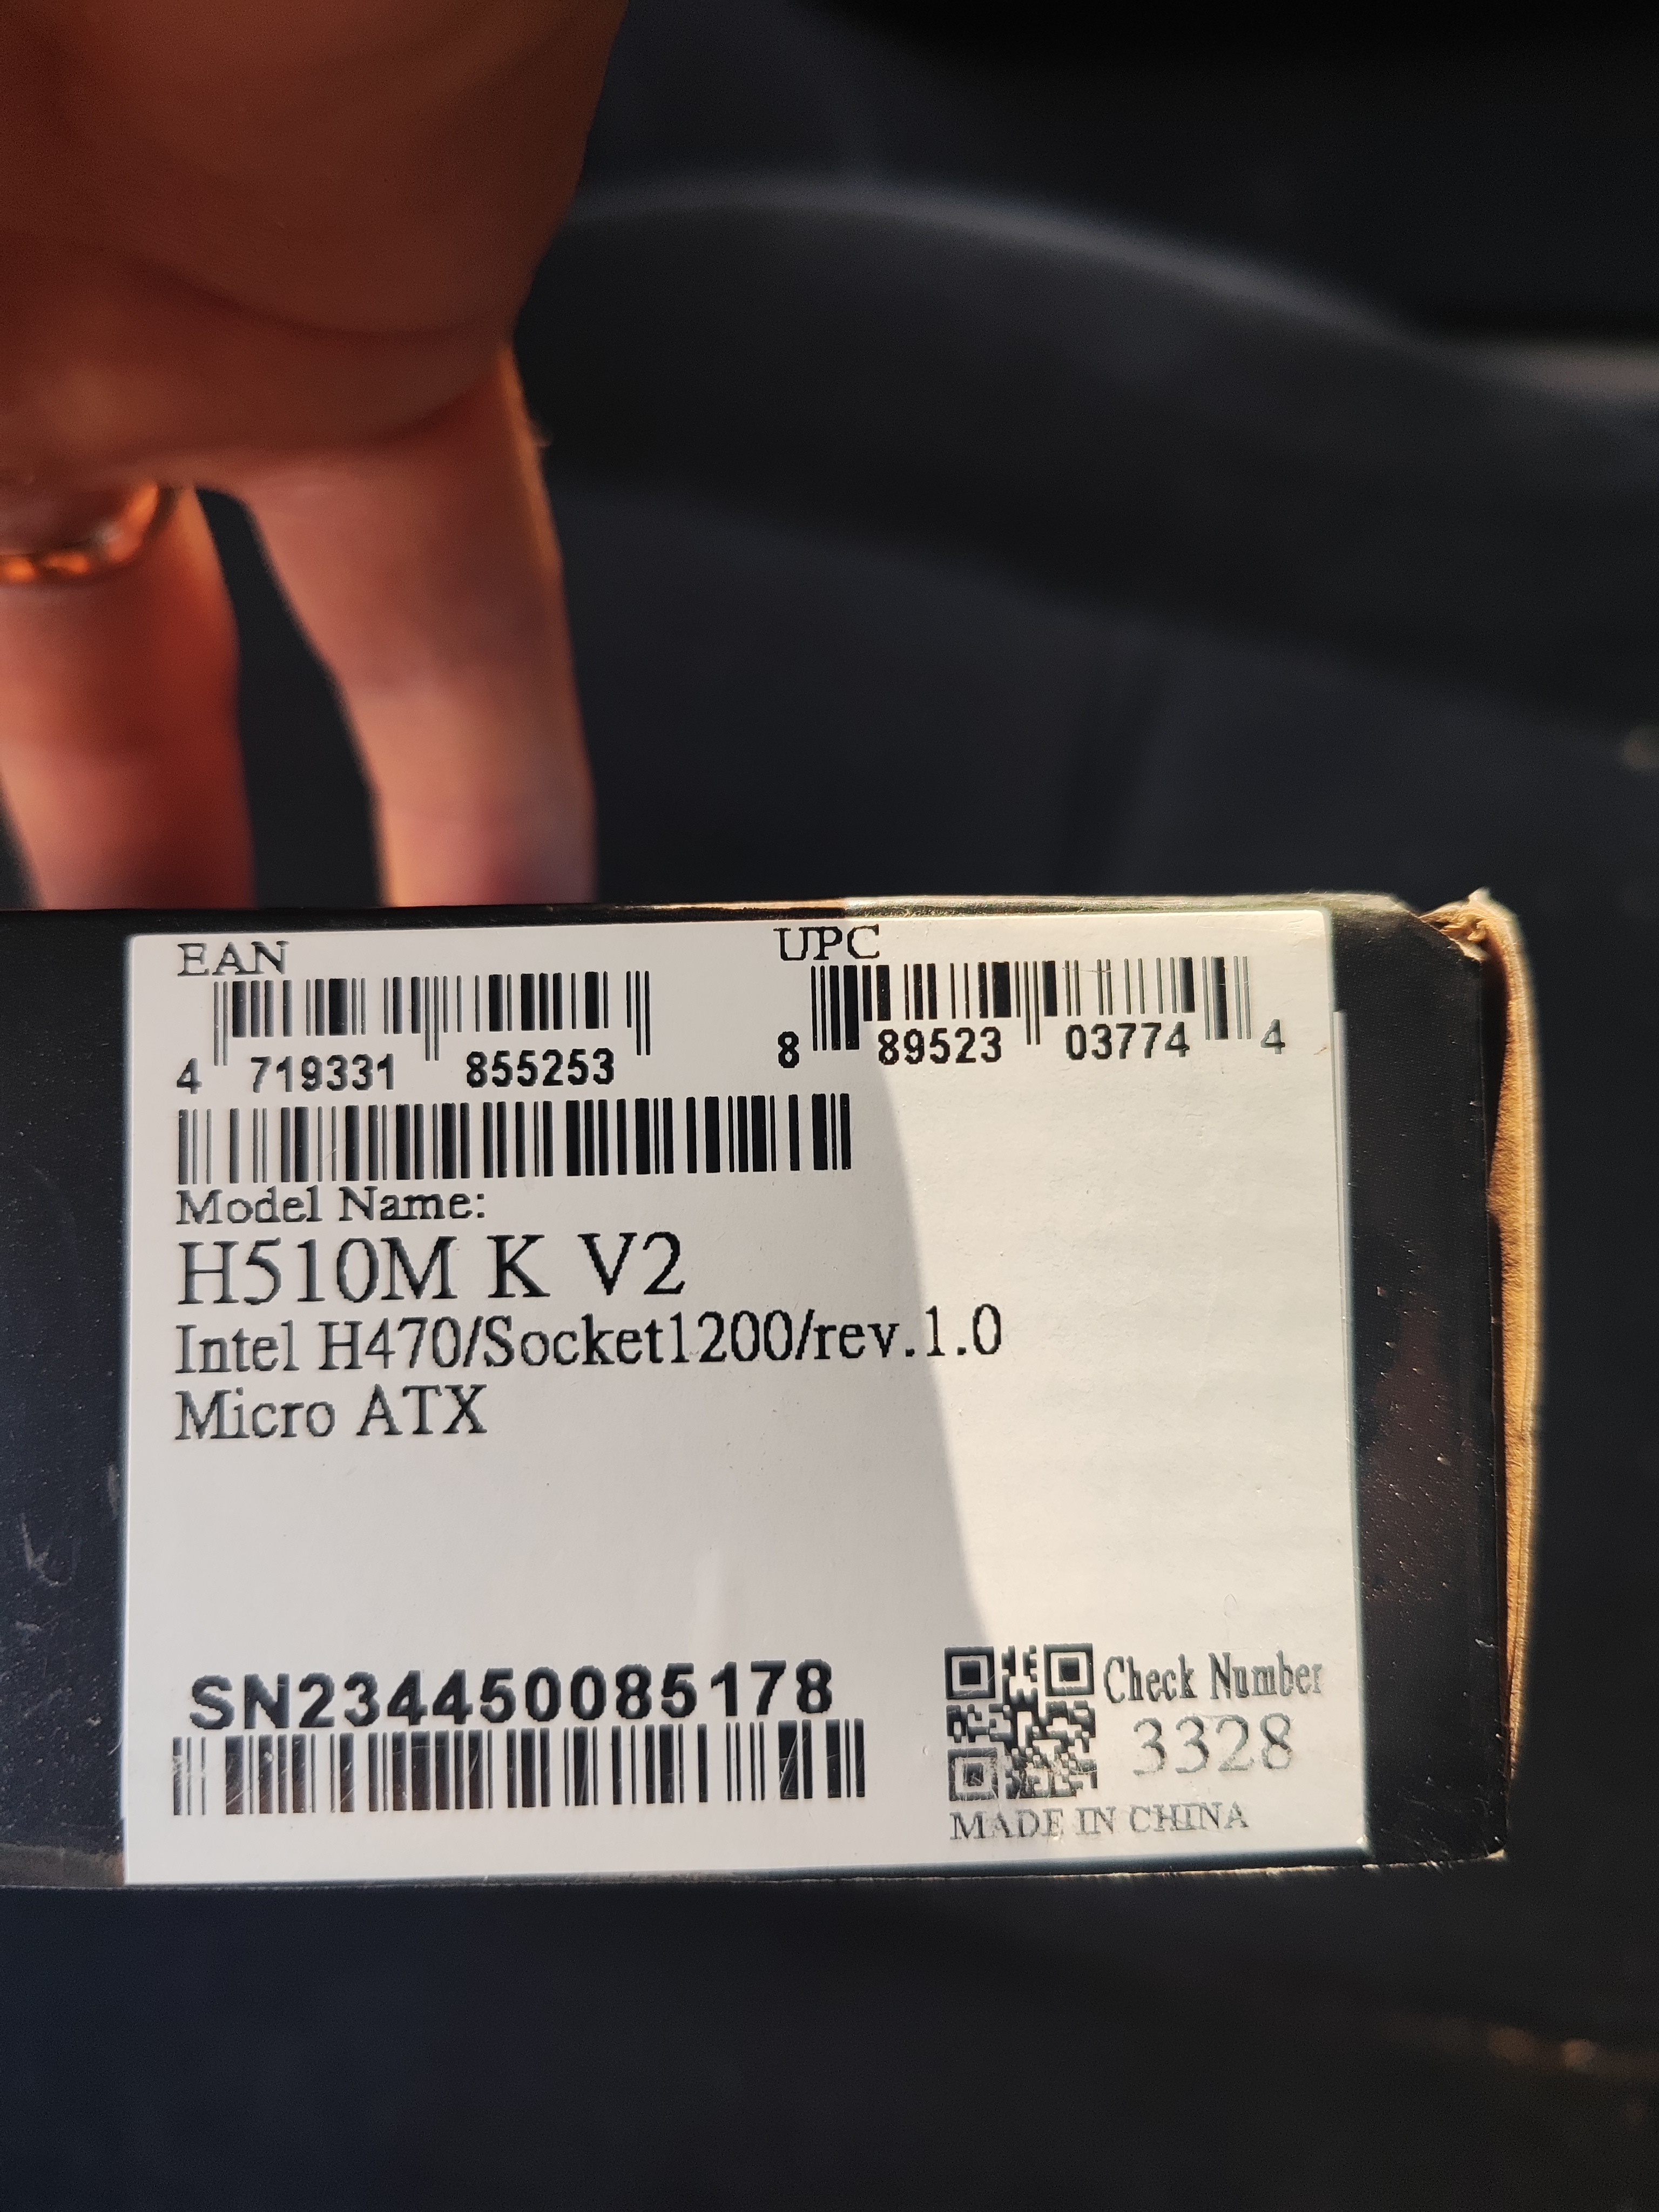 EAN
UPC
4 719331 855253
8 89523 03774 4
Model Name:
H510M K V2
Intel H470/Socket1200/rev.1.0
Micro ATX
SN234450085178
Check Number
3328
MADE IN CHINA